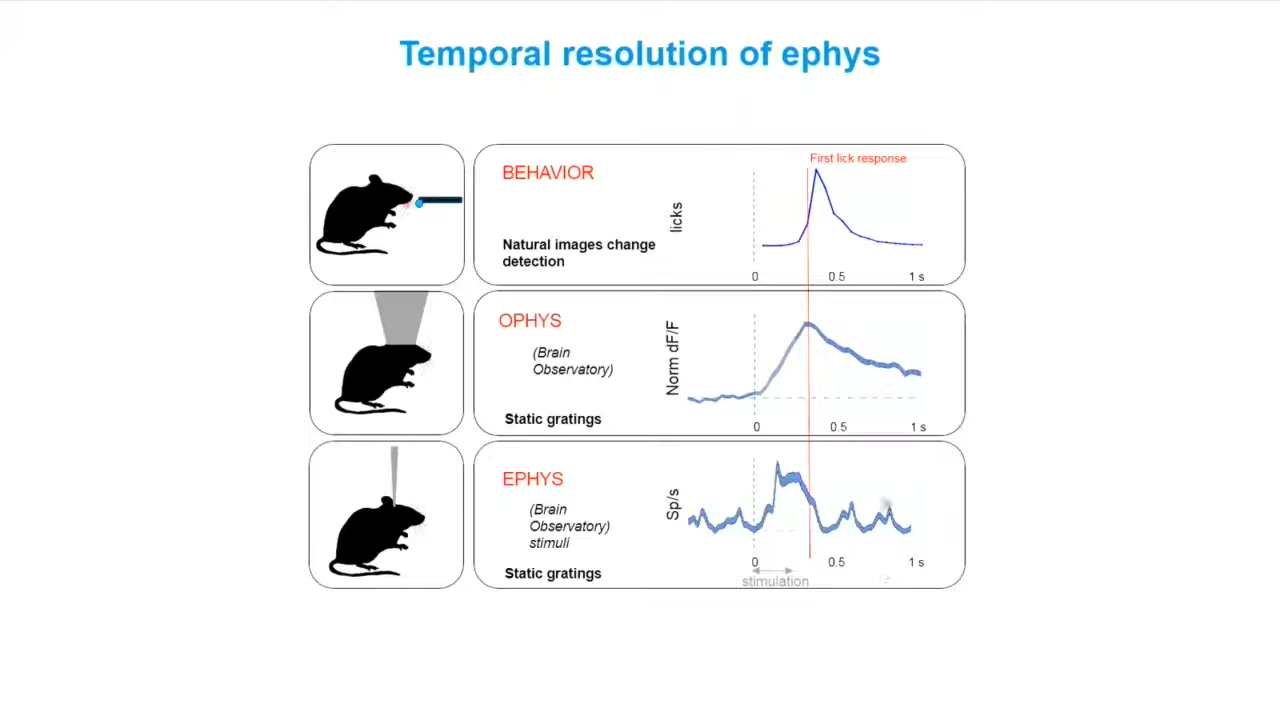 Temporal resolution of ephys
First lick response
BEHAVIOR
licks
Natural images change
detection
0
0.5
1 s
OPHYS
(Brain
Observatory)
Norm dF/F
Static gratings
0
0.5
1 s
EPHYS
(Brain
Observatory)
stimuli
Sp/s
Static gratings
0
0.5
1 s
stimulation